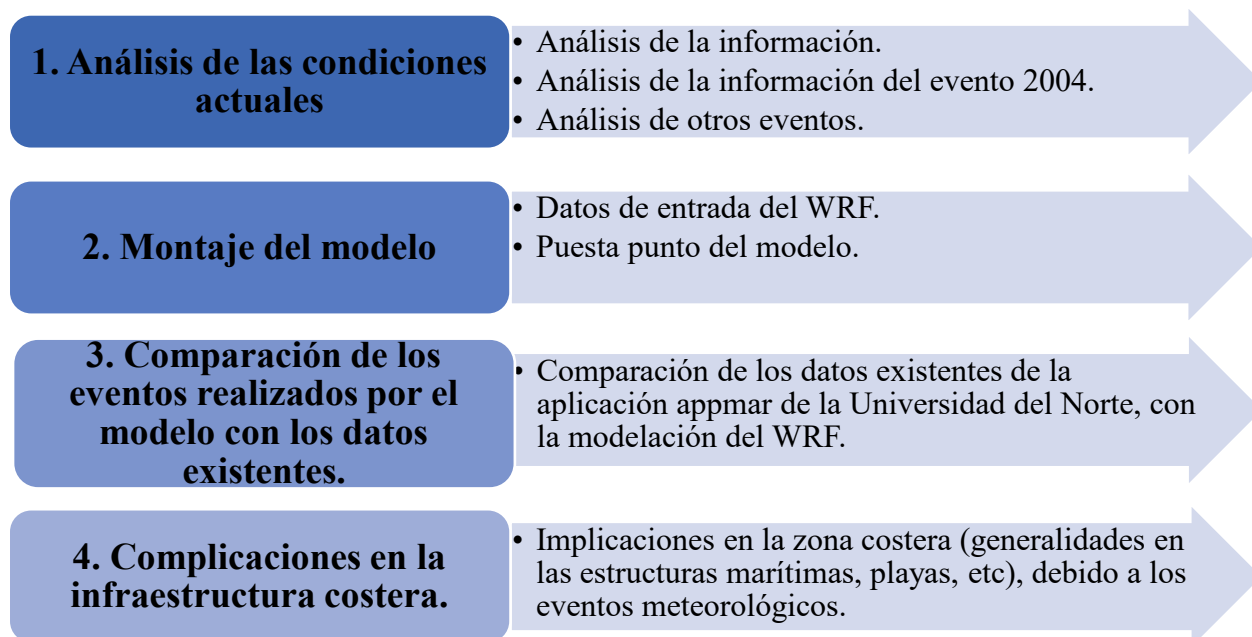 1. Análisis de las condiciones
actuales
• Análisis de la información.
• Análisis de la información del evento 2004.
• Análisis de otros eventos.
2. Montaje del modelo
• Datos de entrada del WRF.
• Puesta punto del modelo.
3. Comparación de los
eventos realizados por el
modelo con los datos
existentes.
• Comparación de los datos existentes de la
aplicación appmar de la Universidad del Norte, con
la modelación del WRF.
4. Complicaciones en la
infraestructura costera.
• Implicaciones en la zona costera (generalidades en
las estructuras marítimas, playas, etc), debido a los
eventos meteorológicos.